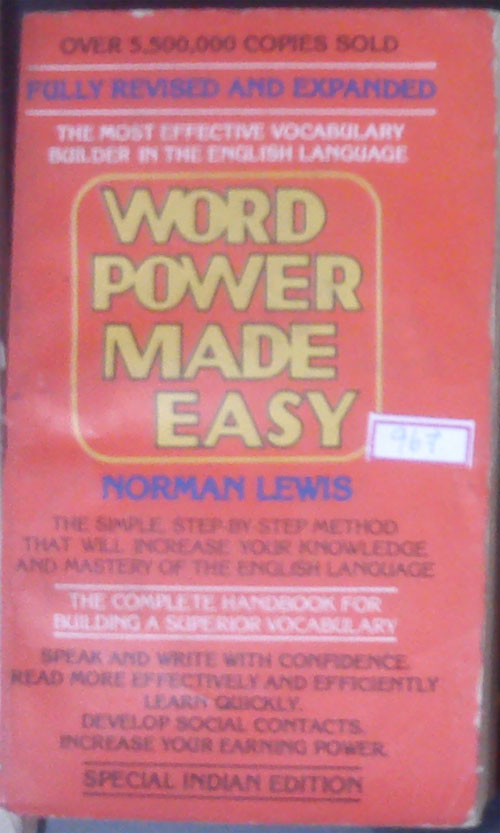 OVER 5,500,000 COPIES SOLD
FULLY REVISED AND EXPANDED
THE MOST EFFECTIVE VOCABULARY
BUILDER IN THE ENGLISH LANGUAGE
WORD
POWER
MADE
EASY
967
NORMAN LEWIS
THE SIMPLE, STEP-BY-STEP METHOD
THAT WILL INCREASE YOUR KNOWLEDGE
AND MASTERY OF THE ENGLISH LANGUAGE
THE COMPLETE HANDBOOK FOR
BUILDING A SUPERIOR VOCABULARY
SPEAK AND WRITE WITH CONFIDENCE.
READ MORE EFFECTIVELY AND EFFICIENTLY
LEARN QUICKLY.
DEVELOP SOCIAL CONTACTS.
INCREASE YOUR EARNING POWER.
SPECIAL INDIAN EDITION